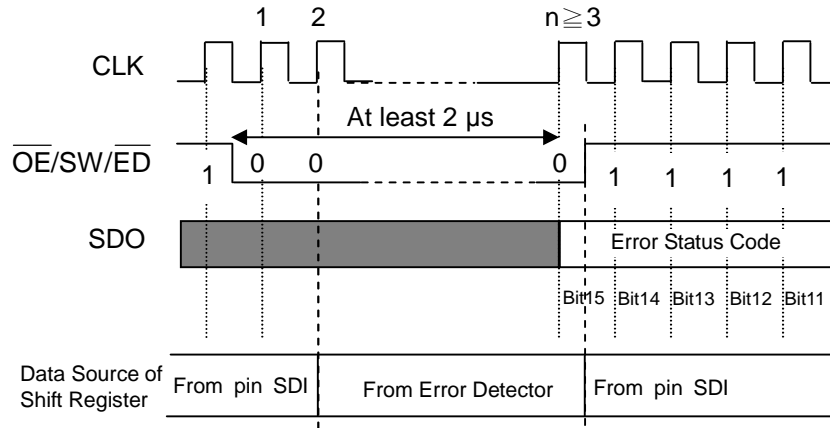 1 2 n≧3
CLK
At least 2 μs
OE/SW/ED
1 0 0 0 1 1 1 1
SDO
Error Status Code
Bit15 Bit14 Bit13 Bit12 Bit11
Data Source of
Shift Register
From pin SDI
From Error Detector
From pin SDI